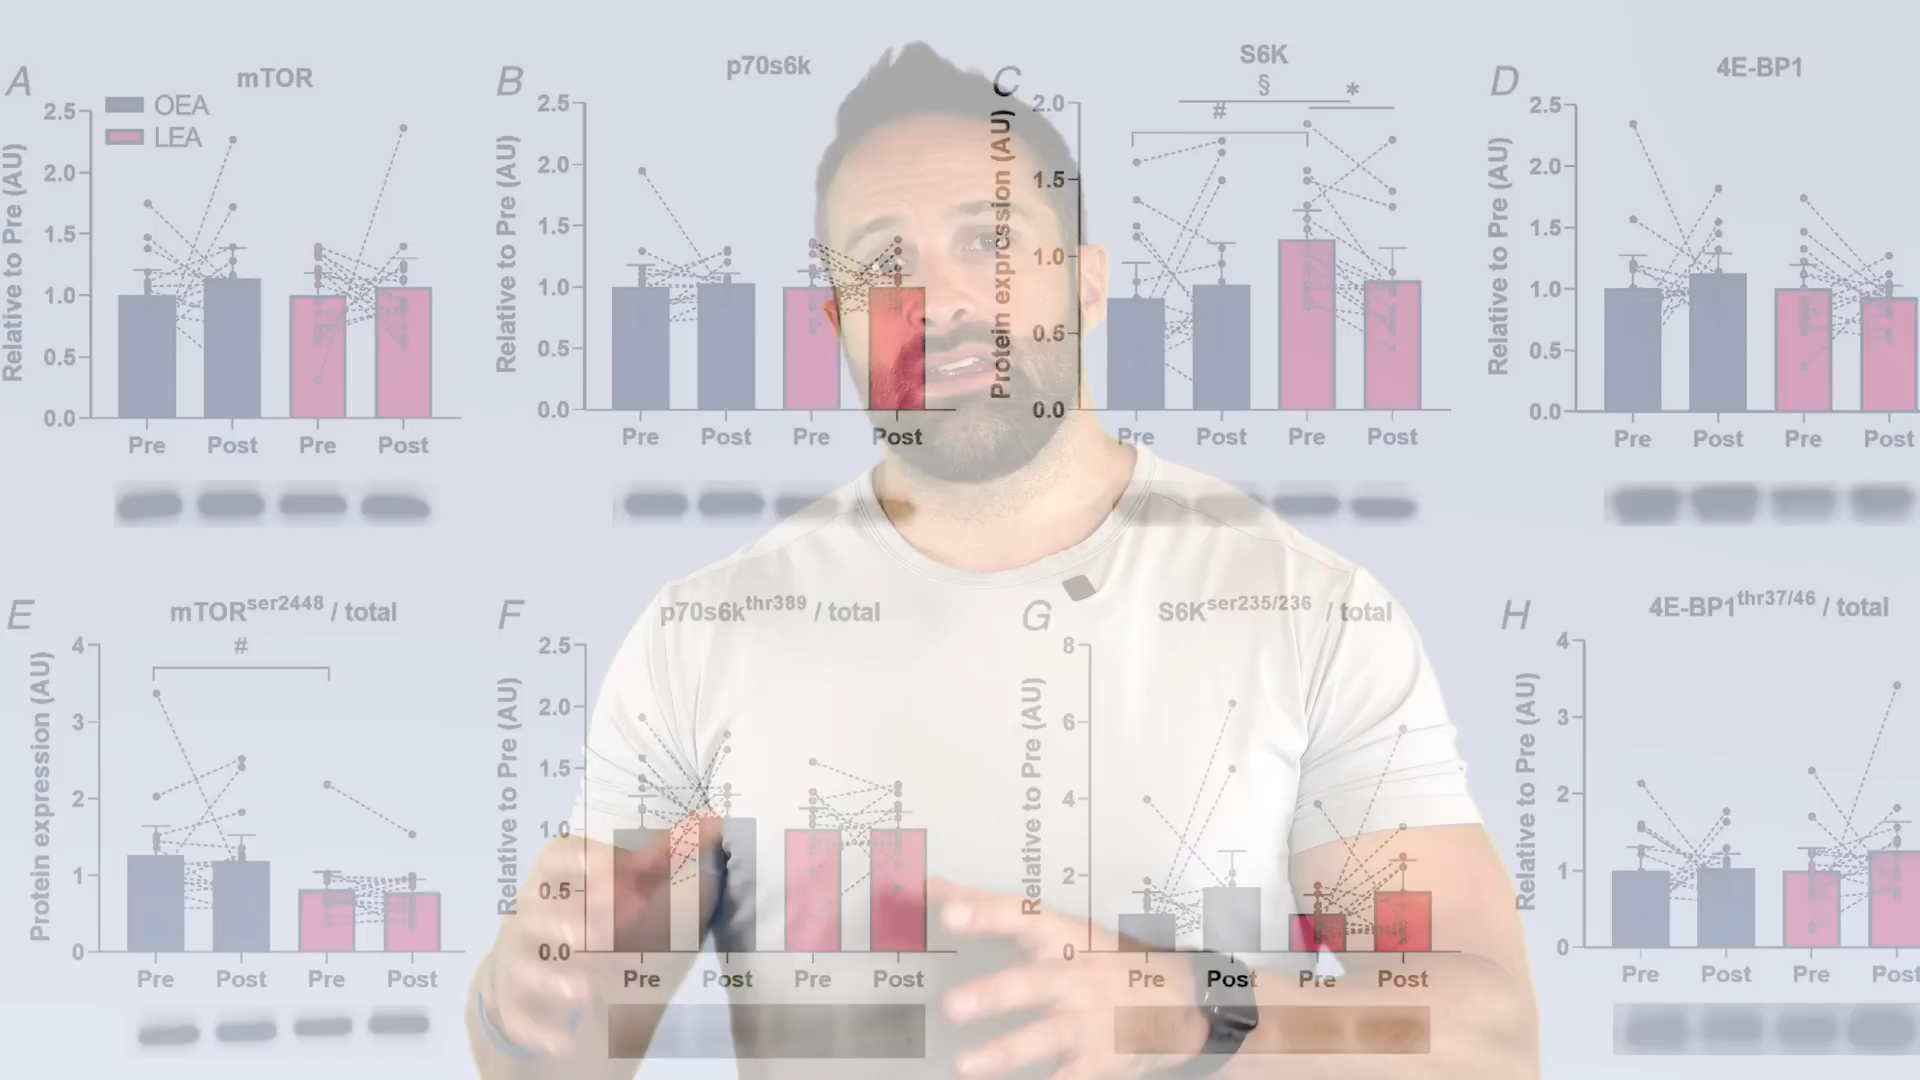 A
mTOR
OEA
LEA
Relative to Pre (AU)
2.5
2.0
1.5
1.0
0.5
0.0
Pre Post Pre Post
B
p70s6k
Relative to Pre (AU)
2.5
2.0
1.5
1.0
0.5
0.0
Pre Post Pre Post
C
S6K
§
*
#
Protein expression (AU)
2.0
1.5
1.0
0.5
0.0
Pre Post Pre Post
D
4E-BP1
Relative to Pre (AU)
2.5
2.0
1.5
1.0
0.5
0.0
Pre Post Pre Post
E
mTORser2448 / total
#
Protein expression (AU)
4
3
2
1
0
Pre Post Pre Post
F
p70s6kthr389 / total
Relative to Pre (AU)
2.5
2.0
1.5
1.0
0.5
0.0
Pre Post Pre Post
G
S6Kser235/236 / total
Relative to Pre (AU)
8
6
4
2
0
Pre Post Pre Post
H
4E-BP1thr37/46 / total
Relative to Pre (AU)
4
3
2
1
0
Pre Post Pre Post